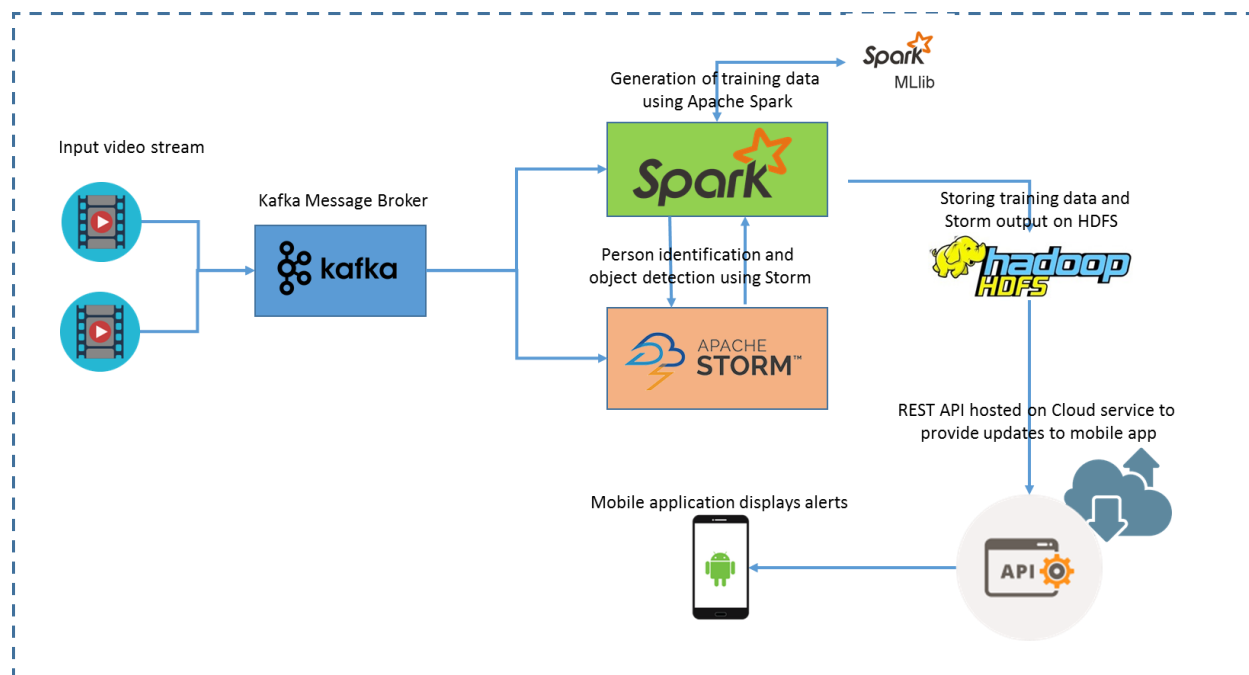 Spark
MLlib
Generation of training data
using Apache Spark
Input video stream
Kafka Message Broker
kafka
Spark
Storing training data and
Storm output on HDFS
hadoop
HDFS
Person identification and
object detection using Storm
APACHE
STORM™
REST API hosted on Cloud service to
provide updates to mobile app
Mobile application displays alerts
API